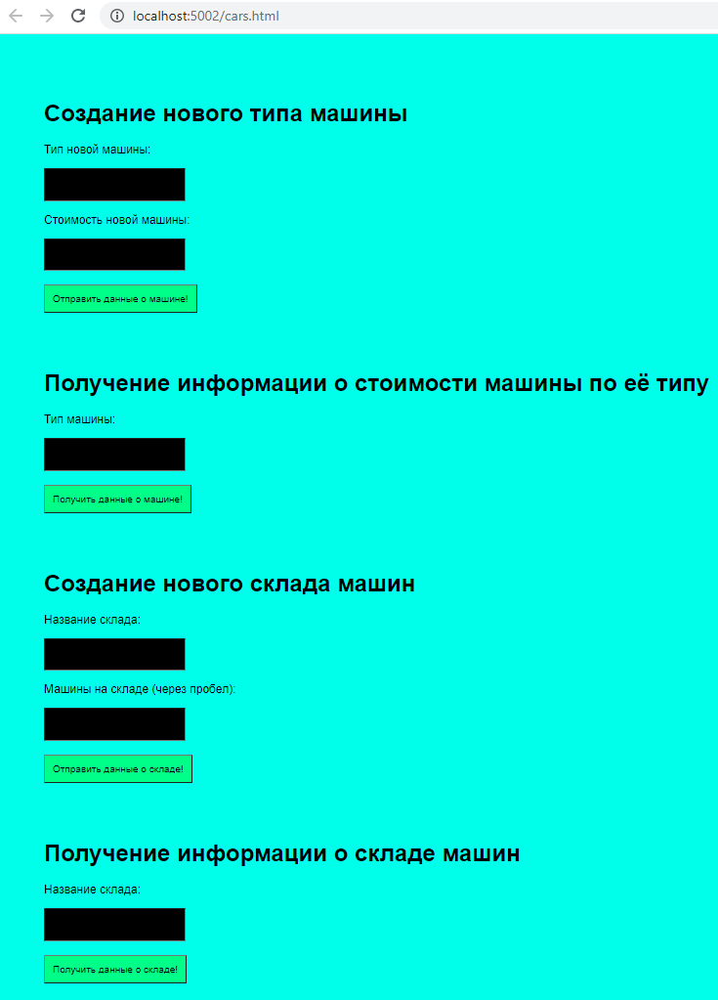 localhost:5002/cars.html
Создание нового типа машины
Тип новой машины:
Стоимость новой машины:
Отправить данные о машине!
Получение информации о стоимости машины по её типу
Тип машины:
Получить данные о машине!
Создание нового склада машин
Название склада:
Машины на складе (через пробел):
Отправить данные о складе!
Получение информации о складе машин
Название склада:
Получить данные о складе!